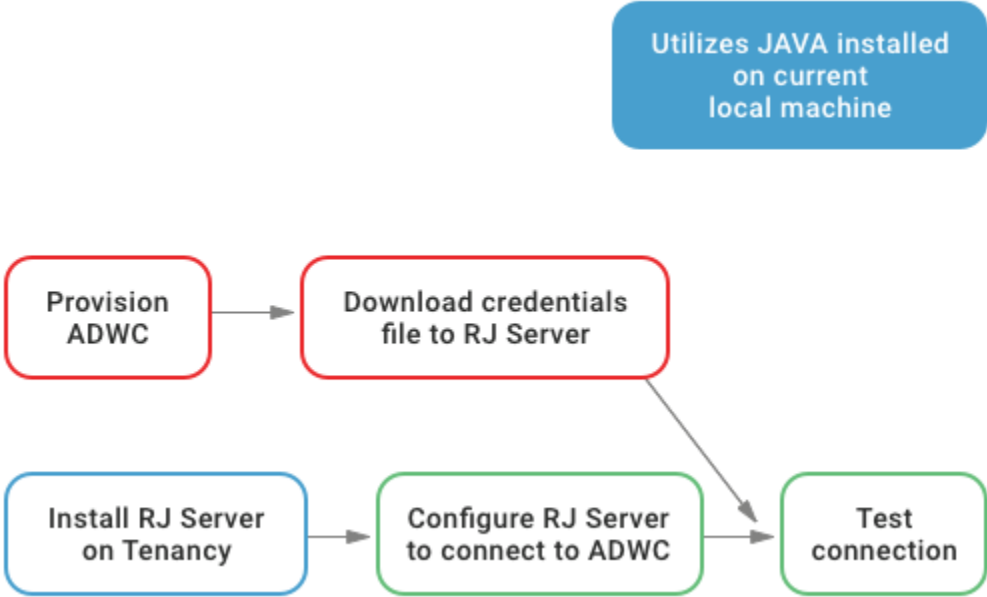 Utilizes JAVA installed
on current
local machine
Provision
ADWC
Download credentials
file to RJ Server
Install RJ Server
on Tenancy
Configure RJ Server
to connect to ADWC
Test
connection